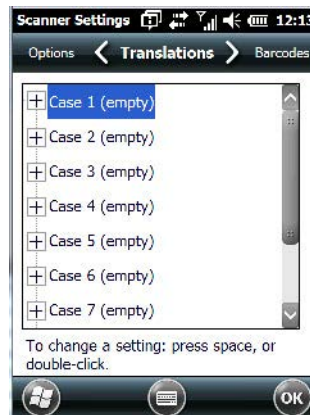 Scanner Settings 12:13
Options Translations Barcodes
Case 1 (empty)
Case 2 (empty)
Case 3 (empty)
Case 4 (empty)
Case 5 (empty)
Case 6 (empty)
Case 7 (empty)
To change a setting: press space, or
double-click.
OK